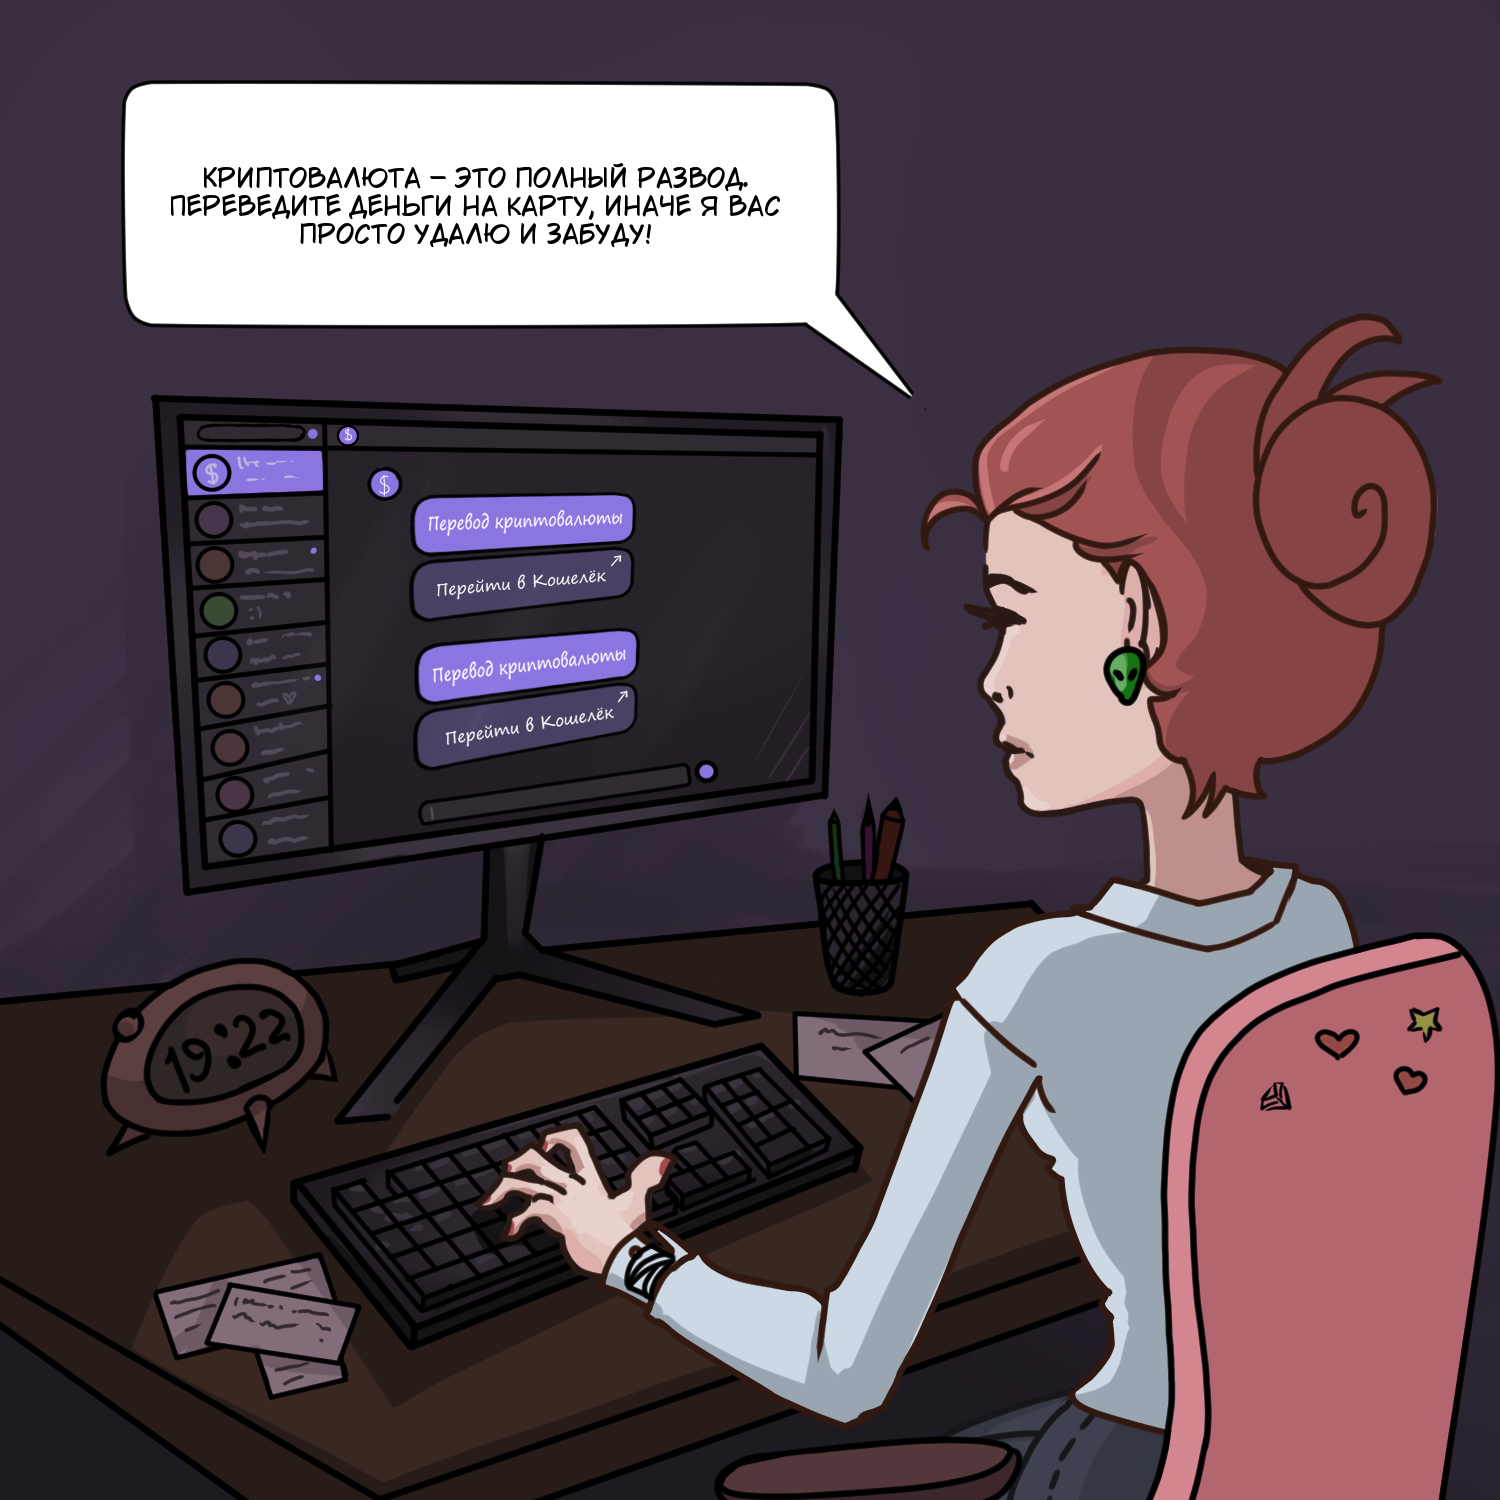 КРИПТОВАЛЮТА – ЭТО ПОЛНЫЙ РАЗВОД.
ПЕРЕВЕДИТЕ ДЕНЬГИ НА КАРТУ, ИНАЧЕ Я ВАС
ПРОСТО УДАЛЮ И ЗАБУДУ!
$
$
$
Перевод криптовалюты
Перейти в Кошелёк
:)
Перевод криптовалюты
Перейти в Кошелёк
19:22